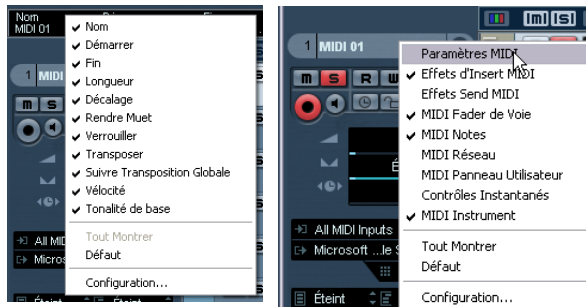 Nom
MIDI 01
Nom
Démarrer
Fin
Longueur
Décalage
Rendre Muet
Verrouiller
Transposer
Suivre Transposition Globale
Vélocité
Tonalité de base
Tout Montrer
Défaut
Configuration...
1 MIDI
m S
All MID
Micros
Éteint
Éteint
m S
1 MIDI 01
m S R W
All MIDI Inputs
Microsoft ...le S
Éteint
Paramètres MIDI
Effets d'Insert MIDI
Effets Send MIDI
MIDI Fader de Voie
MIDI Notes
MIDI Réseau
MIDI Panneau Utilisateur
Contrôles Instantanés
MIDI Instrument
Tout Montrer
Défaut
Configuration...